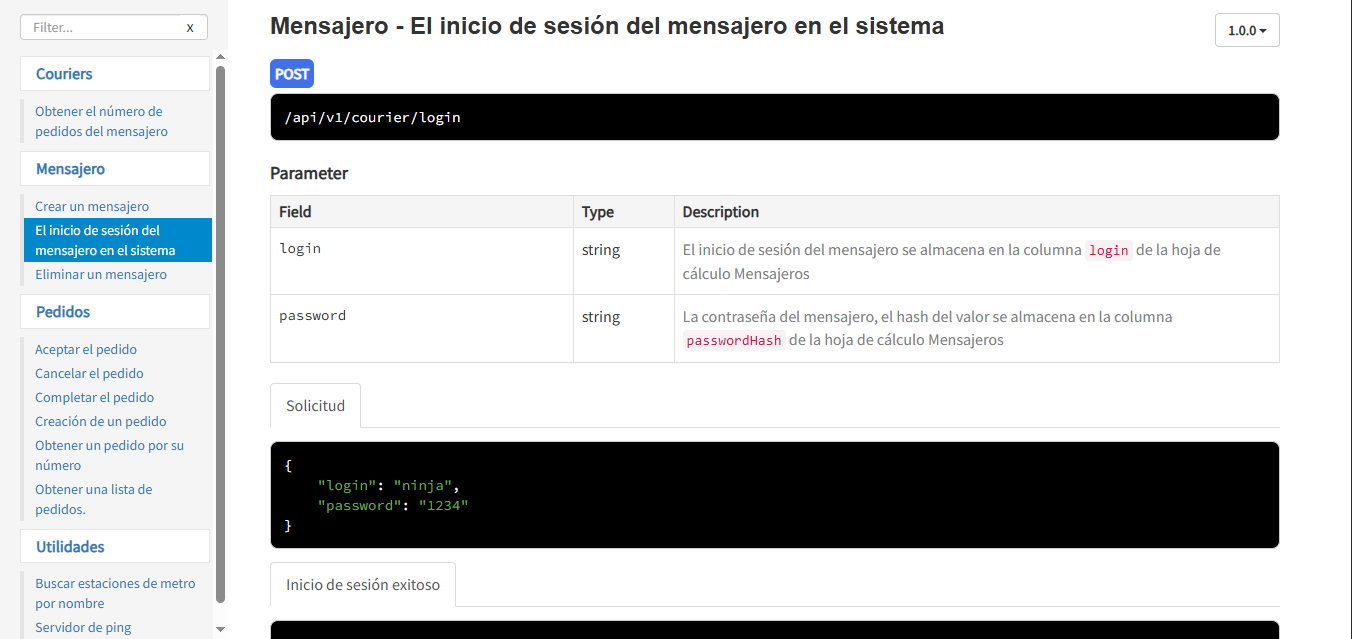 Filter...
x
Couriers
Obtener el número de
pedidos del mensajero
Mensajero
Crear un mensajero
El inicio de sesión del
mensajero en el sistema
Eliminar un mensajero
Pedidos
Aceptar el pedido
Cancelar el pedido
Completar el pedido
Creación de un pedido
Obtener un pedido por su
número
Obtener una lista de
pedidos.
Utilidades
Buscar estaciones de metro
por nombre
Servidor de ping
Mensajero - El inicio de sesión del mensajero en el sistema
1.0.0
POST
/api/v1/courier/login
Parameter
Field Type Description
login string El inicio de sesión del mensajero se almacena en la columna login de la hoja de
cálculo Mensajeros
password string La contraseña del mensajero, el hash del valor se almacena en la columna
passwordHash de la hoja de cálculo Mensajeros
Solicitud
{
"login": "ninja",
"password": "1234"
}
Inicio de sesión exitoso